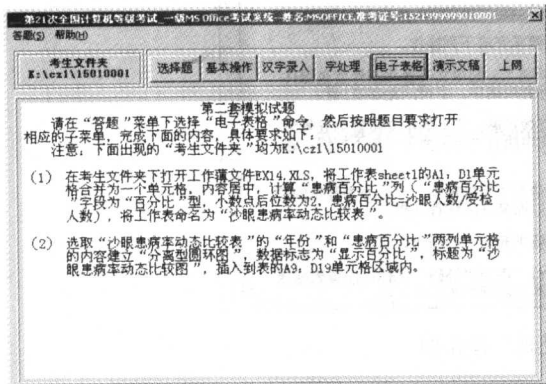 第21次全国计算机等级考试_一级MS Office考试系统-姓名:MSOFFICE,准考证号:1521999999010001
答题(S) 帮助(H)
考生文件夹
K:\cz1\15010001
选择题 基本操作 汉字录入 字处理 电子表格 演示文稿 上网
第二套模拟试题
请在“答题”菜单下选择“电子表格”命令，然后按照题目要求打开
相应的子菜单，完成下面的内容，具体要求如下：
注意：下面出现的“考生文件夹”均为K:\cz1\15010001
(1) 在考生文件夹下打开工作薄文件EX14.XLS，将工作表sheet1的A1：D1单元
格合并为一个单元格，内容居中，计算“患病百分比”列（“患病百分比
”字段为“百分比”型，小数点后位数为2，患病百分比=沙眼人数/受检
人数），将工作表命名为“沙眼患病率动态比较表”。
(2) 选取“沙眼患病率动态比较表”的“年份”和“患病百分比”两列单元格
的内容建立“分离型圆环图”，数据标志为“显示百分比”，标题为“沙
眼患病率动态比较图”，插入到表的A9：D19单元格区域内。